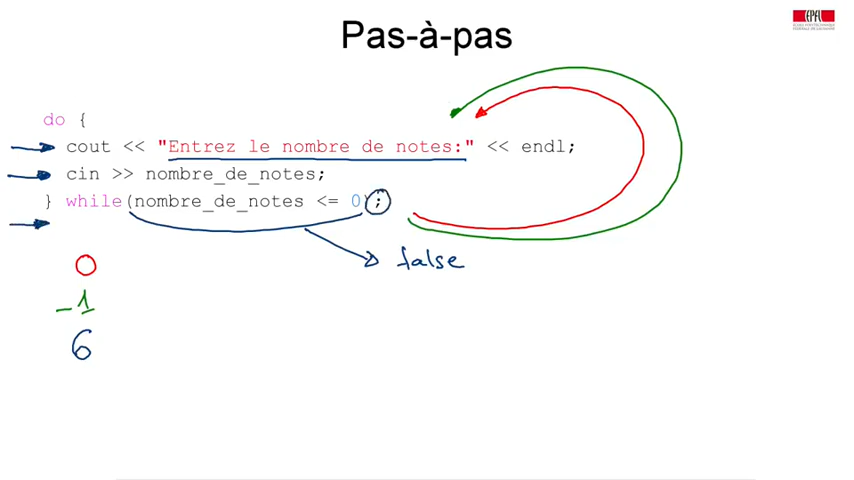 EPFL
Pas-à-pas
do {
cout << "Entrez le nombre de notes:" << endl;
cin >> nombre_de_notes;
} while(nombre_de_notes <= 0);
false
0
-1
6